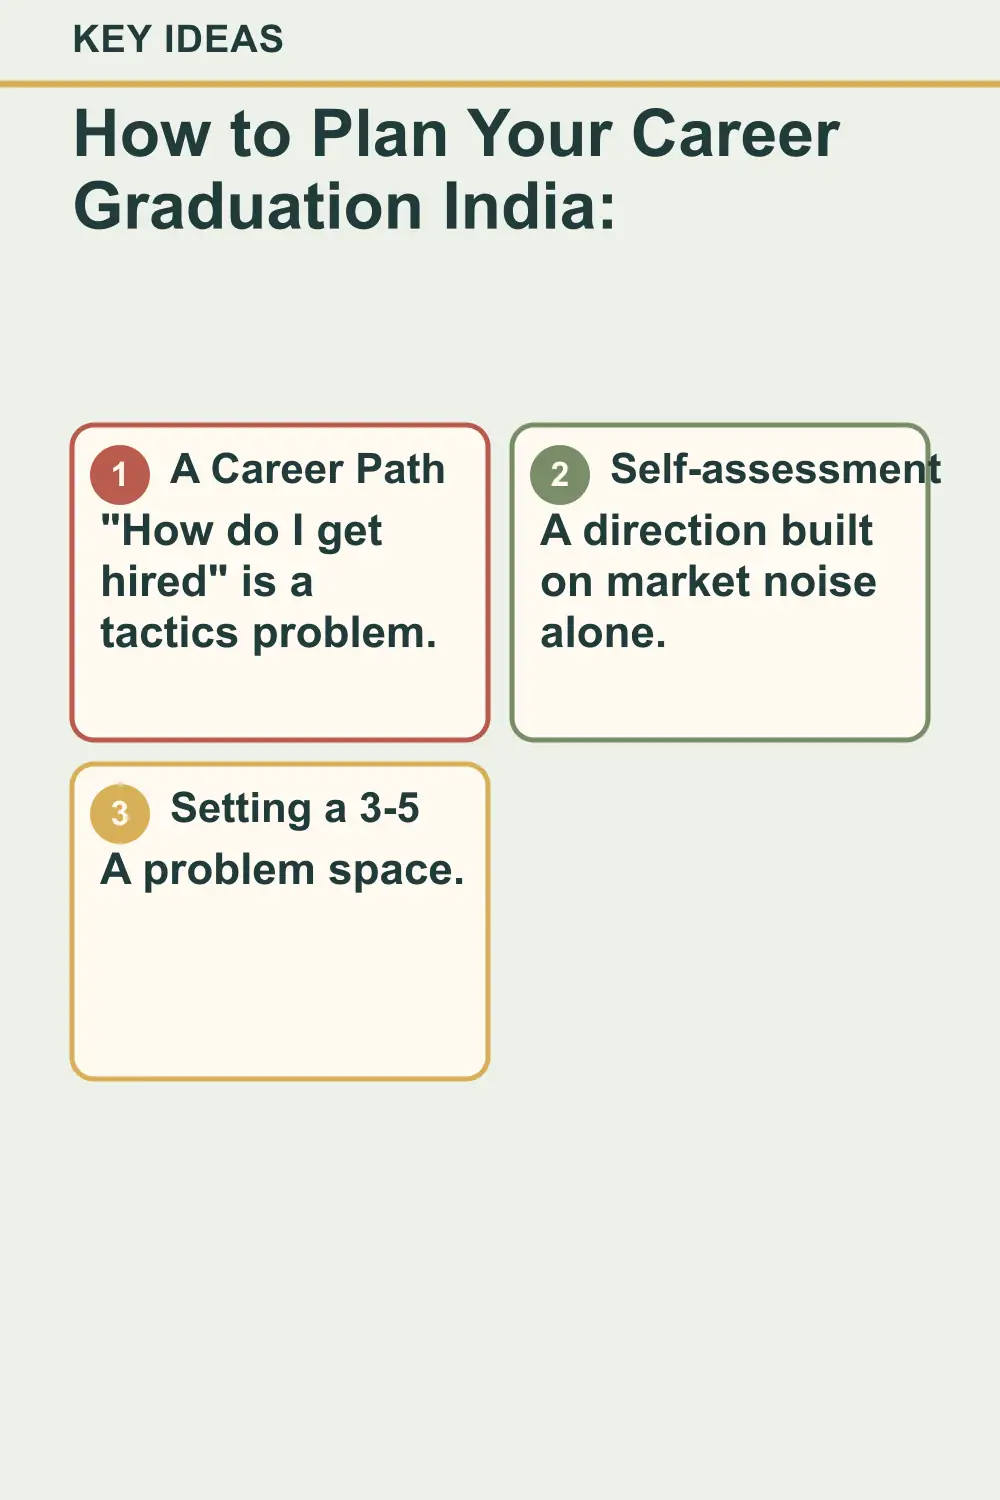 KEY IDEAS
How to Plan Your Career
Graduation India:
1 A Career Path
"How do I get
hired" is a
tactics problem.
2 Self-assessment
A direction built
on market noise
alone.
3 Setting a 3-5
A problem space.